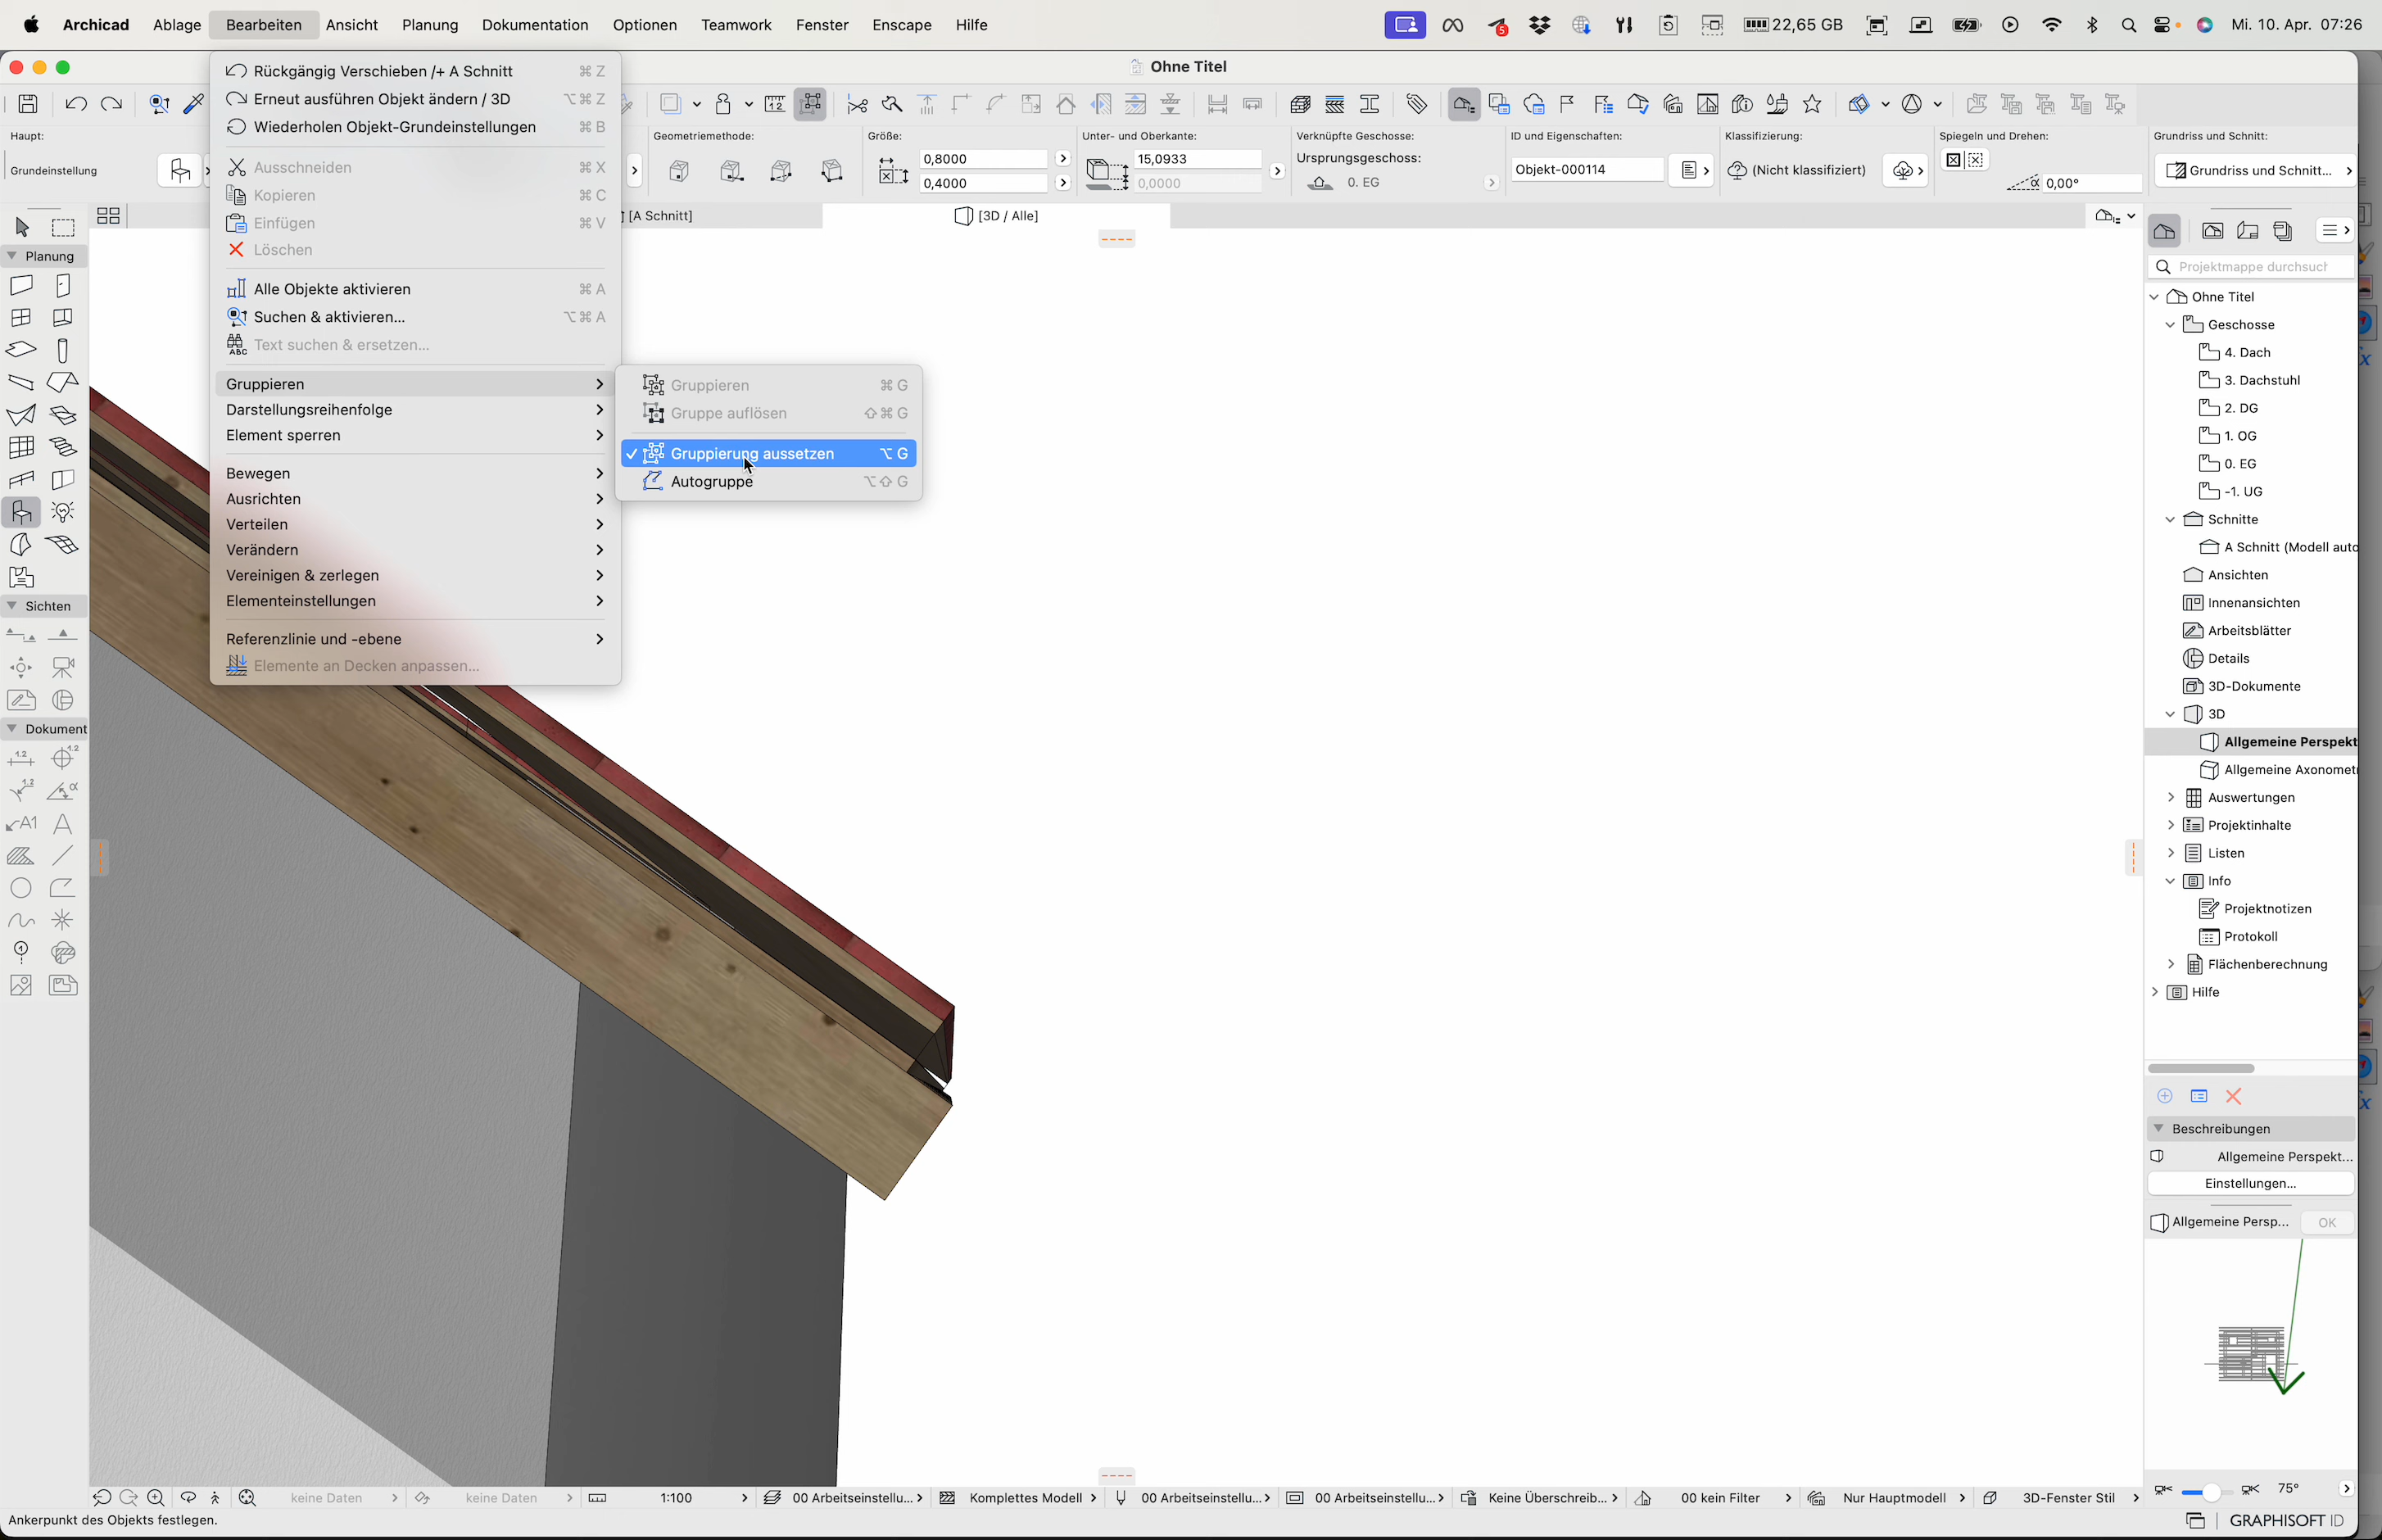 Archicad Ablage Bearbeiten Ansicht Planung Dokumentation Optionen Teamwork Fenster Enscape Hilfe 5 22,65 GB Mi. 10. Apr. 07:26
Ohne Titel
Haupt:
Grundeinstellung
Geometriemethode:
Größe:
0,8000
0,4000
Unter- und Oberkante:
15,0933
0,0000
Verknüpfte Geschosse:
Ursprungsgeschoss:
0. EG
ID und Eigenschaften:
Objekt-000114
Klassifizierung:
(Nicht klassifiziert)
Spiegeln und Drehen:
α 0,00°
Grundriss und Schnitt:
Grundriss und Schnitt...
[A Schnitt]
[3D / Alle]
Rückgängig Verschieben /+ A Schnitt ⌘ Z
Erneut ausführen Objekt ändern / 3D ⌥⌘ Z
Wiederholen Objekt-Grundeinstellungen ⌘ B
Ausschneiden ⌘ X
Kopieren ⌘ C
Einfügen ⌘ V
Löschen
Alle Objekte aktivieren ⌘ A
Suchen & aktivieren... ⌥⌘ A
Text suchen & ersetzen...
Gruppieren
Darstellungsreihenfolge
Element sperren
Bewegen
Ausrichten
Verteilen
Verändern
Vereinigen & zerlegen
Elementeinstellungen
Referenzlinie und -ebene
Elemente an Decken anpassen...
Gruppieren ⌘ G
Gruppe auflösen ⇧⌘ G
✓ Gruppierung aussetzen ⌥ G
Autogruppe ⌥⇧ G
Planung
Sichten
Dokument
Projektmappe durchsuch
Ohne Titel
Geschosse
4. Dach
3. Dachstuhl
2. DG
1. OG
0. EG
-1. UG
Schnitte
A Schnitt (Modell auto
Ansichten
Innenansichten
Arbeitsblätter
Details
3D-Dokumente
3D
Allgemeine Perspekt
Allgemeine Axonomet
Auswertungen
Projektinhalte
Listen
Info
Projektnotizen
Protokoll
Flächenberechnung
Hilfe
Beschreibungen
Allgemeine Perspekt...
Einstellungen...
Allgemeine Persp... OK
75°
keine Daten
keine Daten
1:100
00 Arbeitseinstellu...
Komplettes Modell
00 Arbeitseinstellu...
00 Arbeitseinstellu...
Keine Überschreib...
00 kein Filter
Nur Hauptmodell
3D-Fenster Stil
Ankerpunkt des Objekts festlegen.
GRAPHISOFT ID